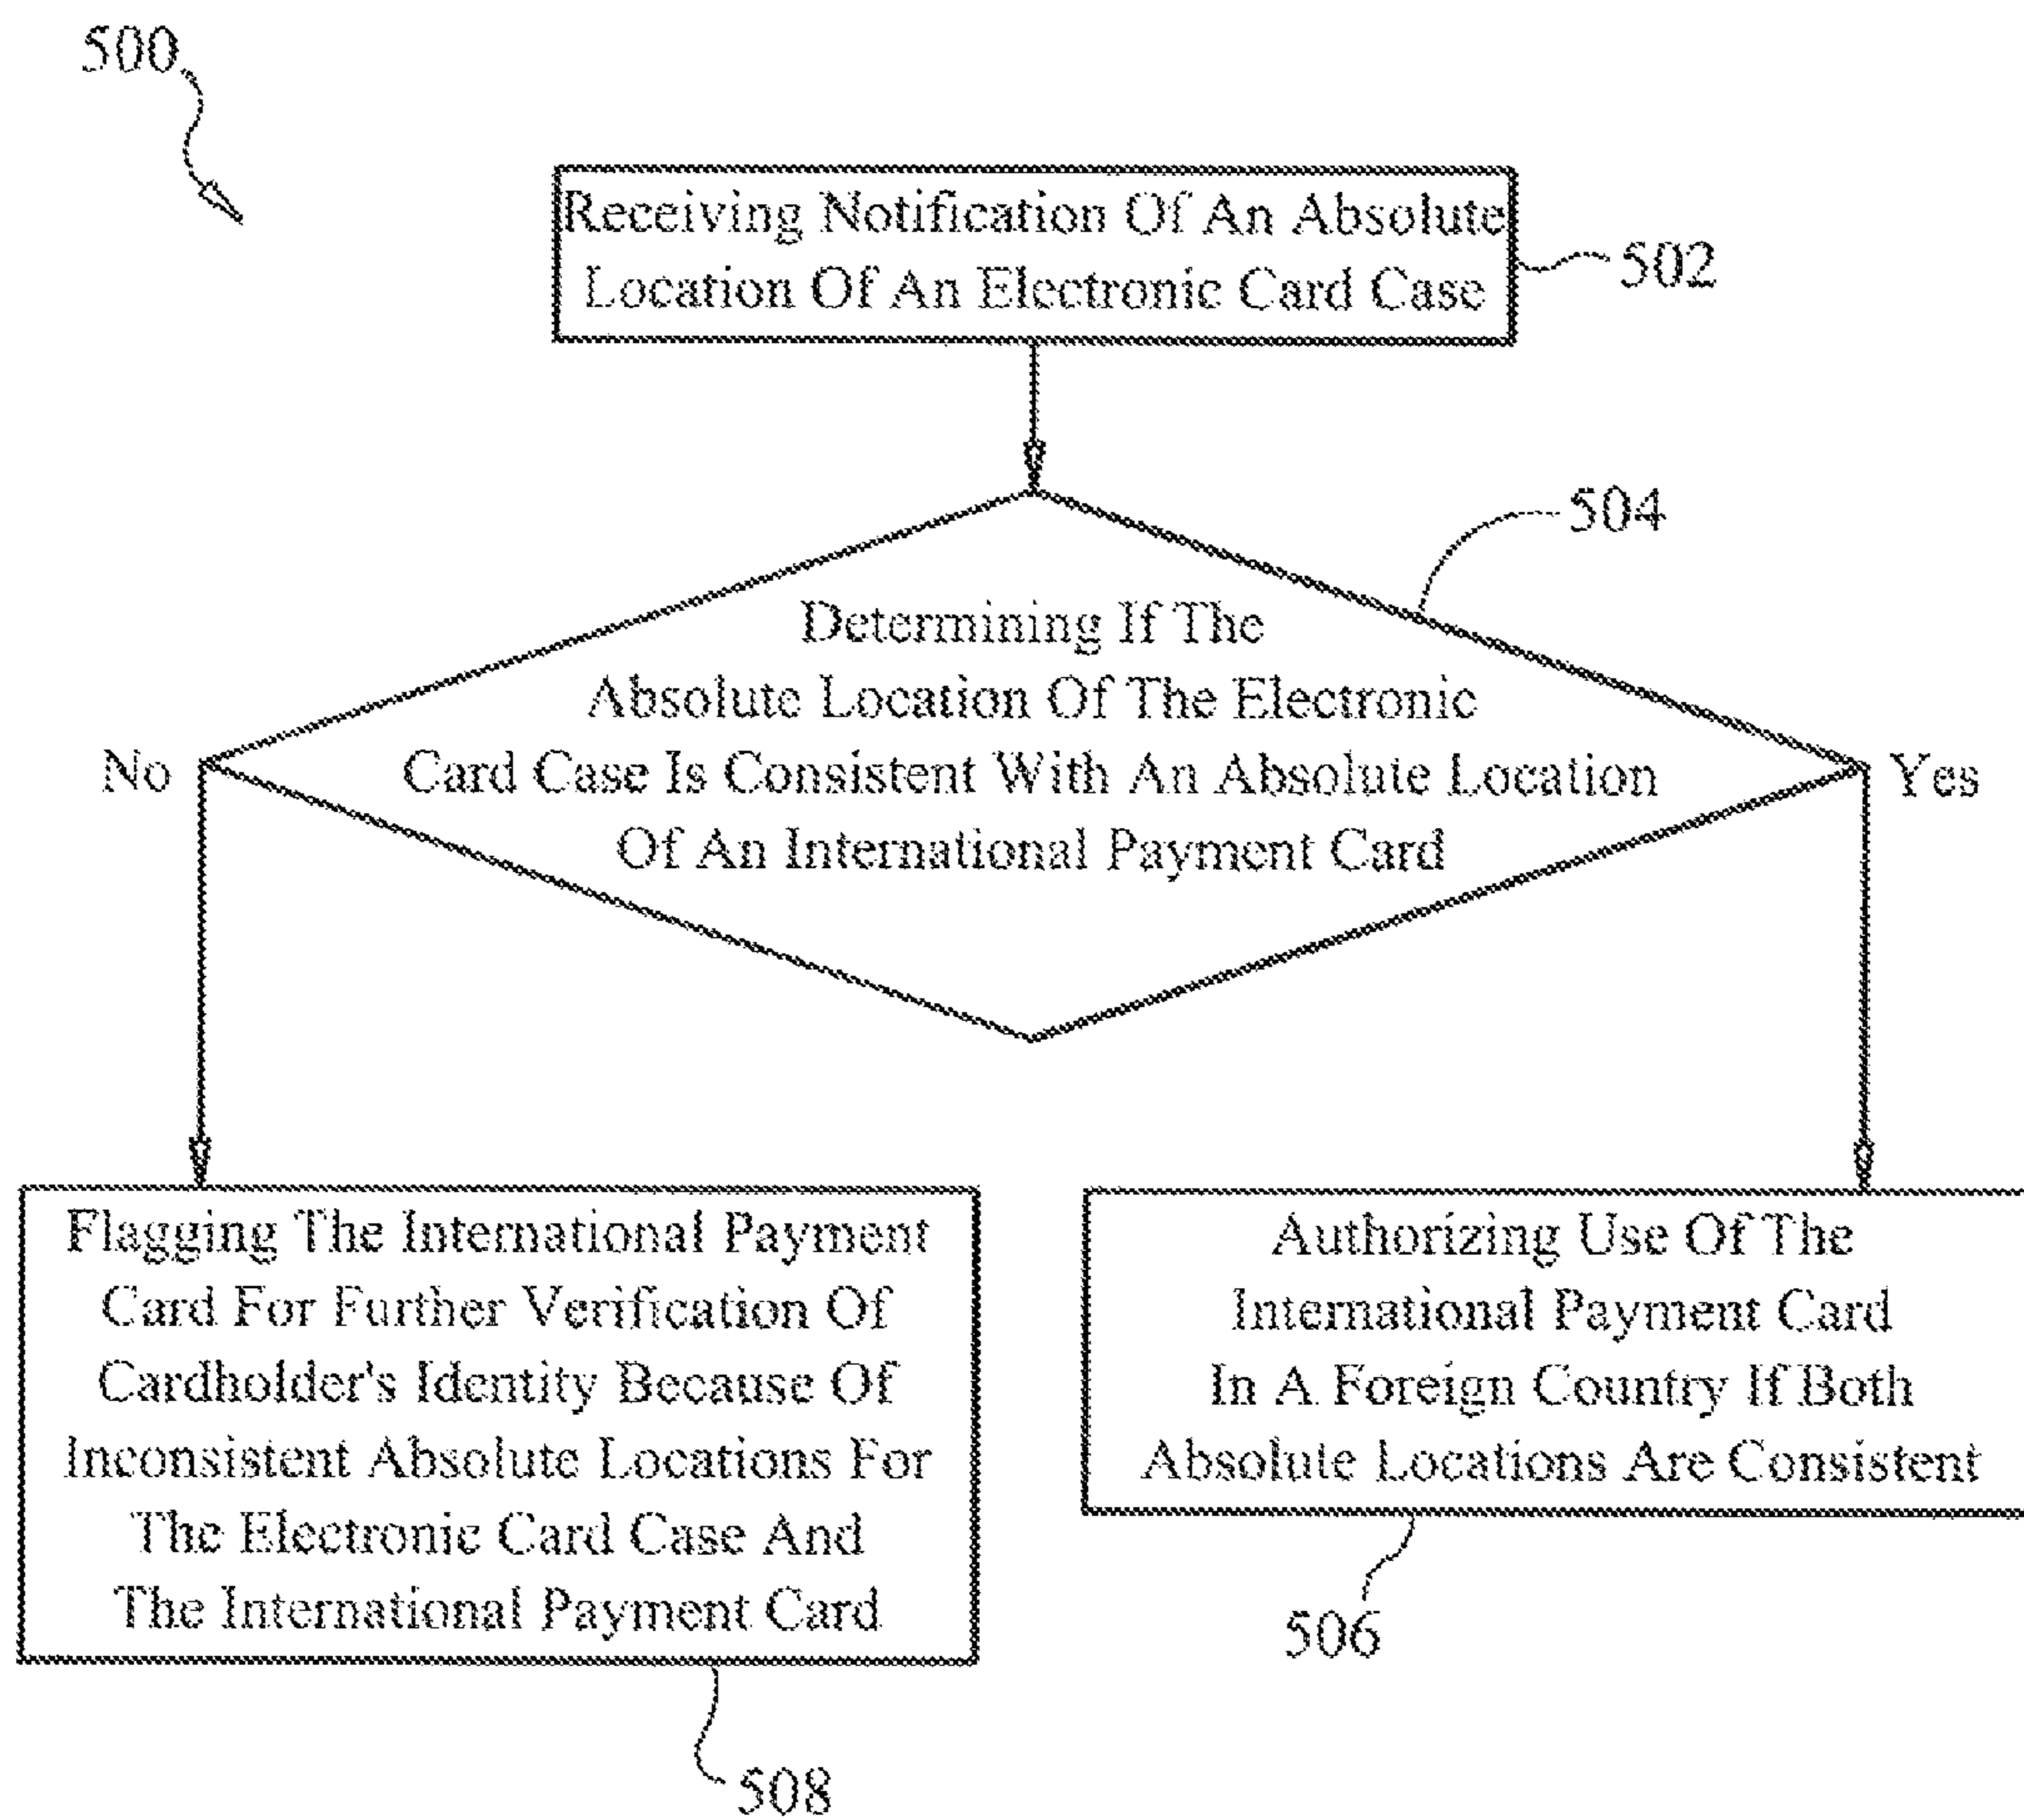 500
Receiving Notification Of An Absolute
Location Of An Electronic Card Case
502
504
Determining If The
Absolute Location Of The Electronic
Card Case Is Consistent With An Absolute Location
Of An International Payment Card
No
Yes
Flagging The International Payment
Card For Further Verification Of
Cardholder's Identity Because Of
Inconsistent Absolute Locations For
The Electronic Card Case And
The International Payment Card
508
Authorizing Use Of The
International Payment Card
In A Foreign Country If Both
Absolute Locations Are Consistent
506